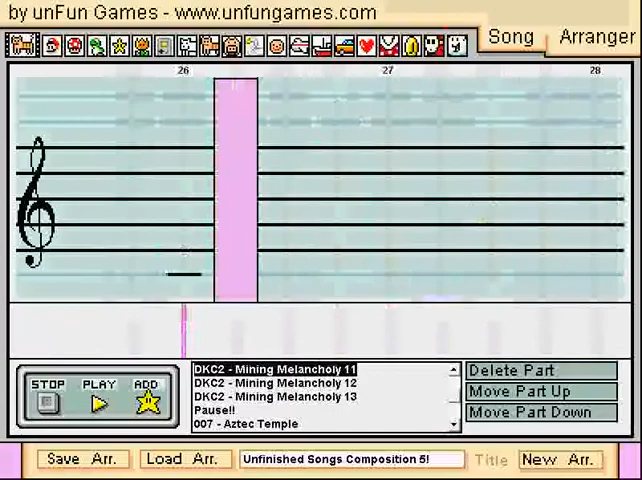 by unFun Games - www.unfungames.com
Song
Arranger
26
27
28
STOP
PLAY
ADD
DKC2 - Mining Melancholy 11
DKC2 - Mining Melancholy 12
DKC2 - Mining Melancholy 13
Pause!!
007 - Aztec Temple
Delete Part
Move Part Up
Move Part Down
Save Arr.
Load Arr.
Unfinished Songs Composition 5!
Title
New Arr.